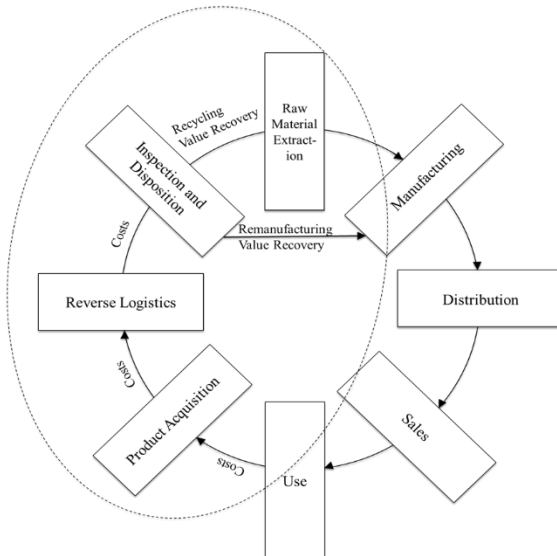 Raw
Material
Extract-
ion
Manufacturing
Distribution
Sales
Use
Costs
Product Acquisition
Costs
Reverse Logistics
Costs
Inspection and
Disposition
Recycling
Value Recovery
Remanufacturing
Value Recovery